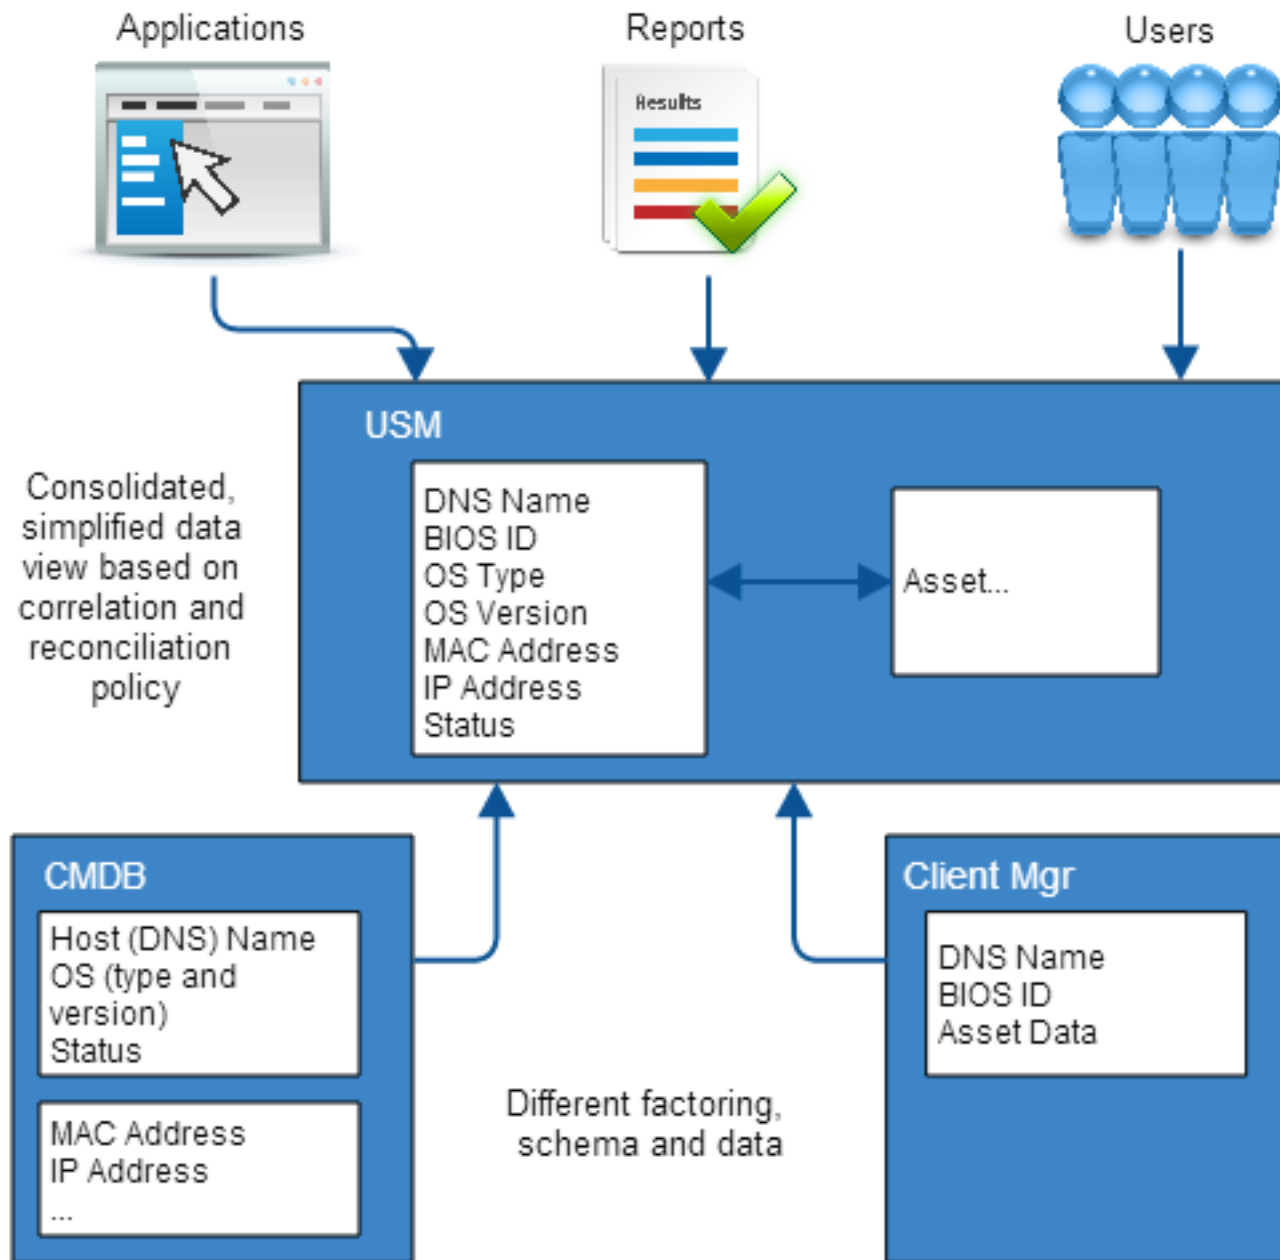 Applications
Reports
Users
Results
USM
Consolidated,
simplified data
view based on
correlation and
reconciliation
policy
DNS Name
BIOS ID
OS Type
OS Version
MAC Address
IP Address
Status
Asset...
CMDB
Host (DNS) Name
OS (type and
version)
Status
MAC Address
IP Address
...
Different factoring,
schema and data
Client Mgr
DNS Name
BIOS ID
Asset Data